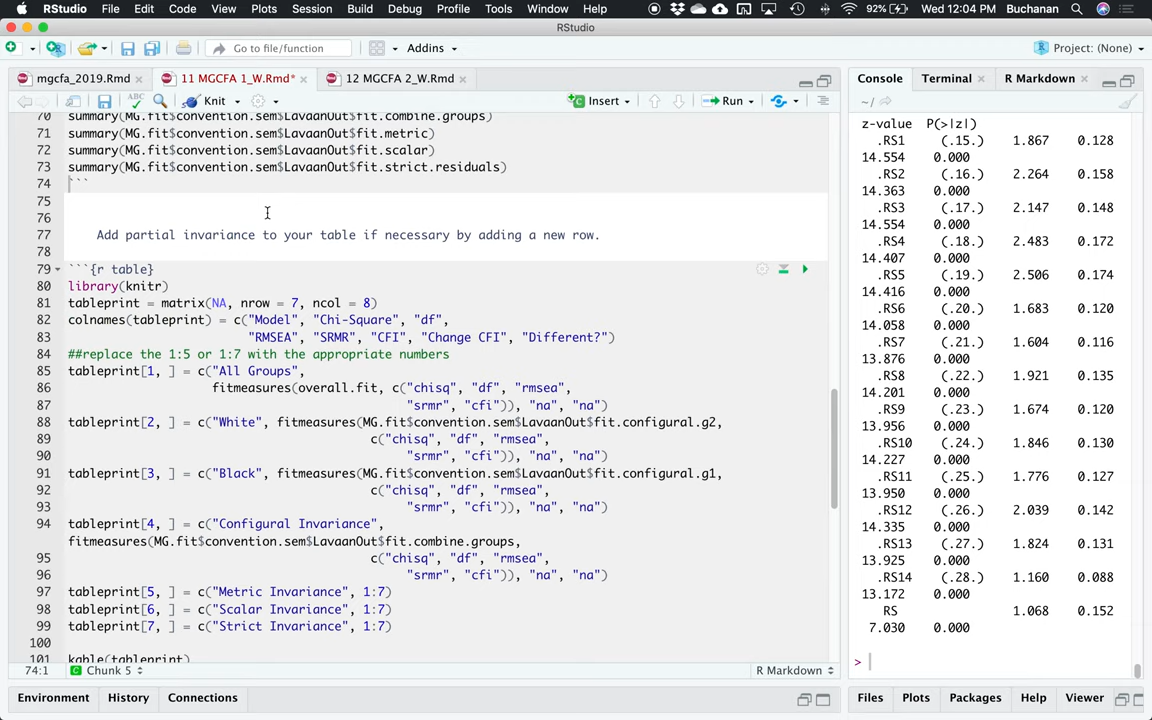 RStudio File Edit Code View Plots Session Build Debug Profile Tools Window Help 92% Wed 12:04 PM Buchanan
RStudio
Go to file/function Addins Project: (None)
mgcfa_2019.Rmd × 11 MGCFA 1_W.Rmd* × 12 MGCFA 2_W.Rmd × Console Terminal × R Markdown ×
ABC Knit Insert Run ~/
70 summary(MG.fit$convention.sem$LavaanOut$fit.combine.groups)
71 summary(MG.fit$convention.sem$LavaanOut$fit.metric)
72 summary(MG.fit$convention.sem$LavaanOut$fit.scalar)
73 summary(MG.fit$convention.sem$LavaanOut$fit.strict.residuals)
74 ```
75
76
77 Add partial invariance to your table if necessary by adding a new row.
78
79 ```{r table}
80 library(knitr)
81 tableprint = matrix(NA, nrow = 7, ncol = 8)
82 colnames(tableprint) = c("Model", "Chi-Square", "df",
83 "RMSEA", "SRMR", "CFI", "Change CFI", "Different?")
84 ##replace the 1:5 or 1:7 with the appropriate numbers
85 tableprint[1, ] = c("All Groups",
86 fitmeasures(overall.fit, c("chisq", "df", "rmsea",
87 "srmr", "cfi")), "na", "na")
88 tableprint[2, ] = c("White", fitmeasures(MG.fit$convention.sem$LavaanOut$fit.configural.g2,
89 c("chisq", "df", "rmsea",
90 "srmr", "cfi")), "na", "na")
91 tableprint[3, ] = c("Black", fitmeasures(MG.fit$convention.sem$LavaanOut$fit.configural.g1,
92 c("chisq", "df", "rmsea",
93 "srmr", "cfi")), "na", "na")
94 tableprint[4, ] = c("Configural Invariance",
fitmeasures(MG.fit$convention.sem$LavaanOut$fit.combine.groups,
95 c("chisq", "df", "rmsea",
96 "srmr", "cfi")), "na", "na")
97 tableprint[5, ] = c("Metric Invariance", 1:7)
98 tableprint[6, ] = c("Scalar Invariance", 1:7)
99 tableprint[7, ] = c("Strict Invariance", 1:7)
100
101 kable(tableprint)
74:1 Chunk 5 R Markdown
Environment History Connections
z-value P(>|z|)
.RS1 (.15.) 1.867 0.128
14.554 0.000
.RS2 (.16.) 2.264 0.158
14.363 0.000
.RS3 (.17.) 2.147 0.148
14.554 0.000
.RS4 (.18.) 2.483 0.172
14.407 0.000
.RS5 (.19.) 2.506 0.174
14.416 0.000
.RS6 (.20.) 1.683 0.120
14.058 0.000
.RS7 (.21.) 1.604 0.116
13.876 0.000
.RS8 (.22.) 1.921 0.135
14.201 0.000
.RS9 (.23.) 1.674 0.120
13.956 0.000
.RS10 (.24.) 1.846 0.130
14.227 0.000
.RS11 (.25.) 1.776 0.127
13.950 0.000
.RS12 (.26.) 2.039 0.142
14.335 0.000
.RS13 (.27.) 1.824 0.131
13.925 0.000
.RS14 (.28.) 1.160 0.088
13.172 0.000
RS 1.068 0.152
7.030 0.000
>
Files Plots Packages Help Viewer